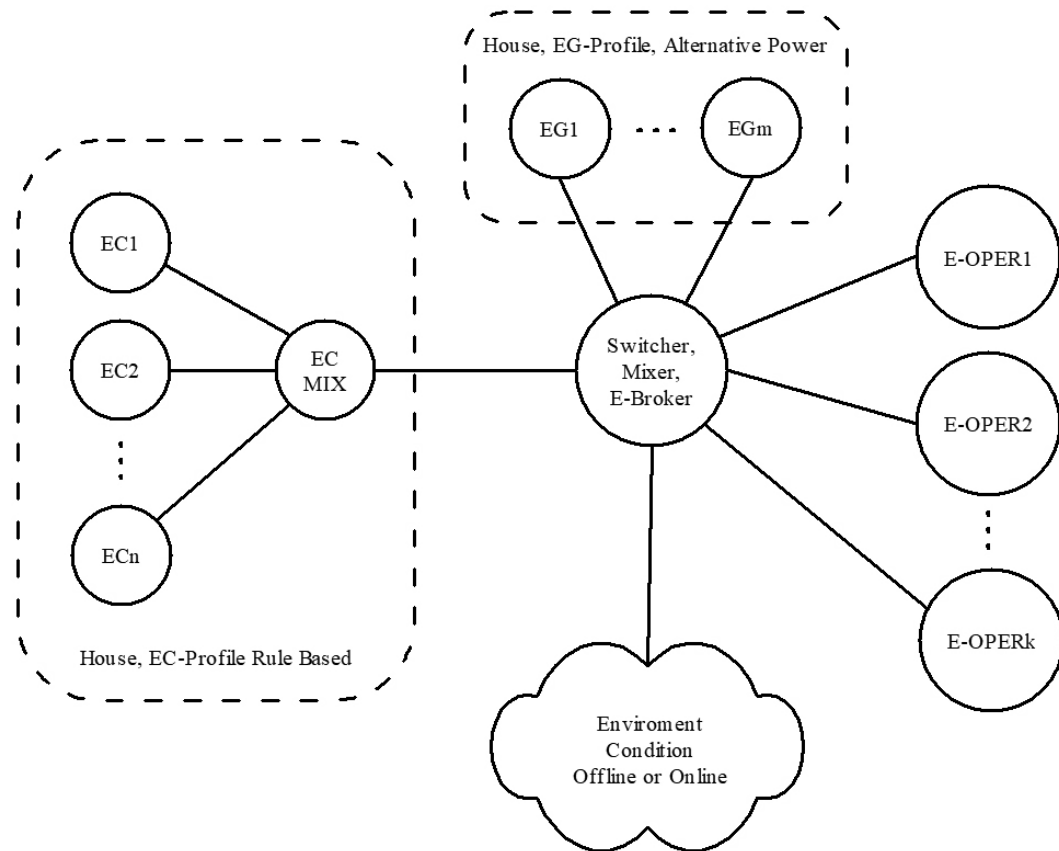 House, EG-Profile, Alternative Power
EG1
EGm
EC1
EC2
ECn
EC
MIX
House, EC-Profile Rule Based
Switcher,
Mixer,
E-Broker
E-OPER1
E-OPER2
E-OPERk
Enviroment
Condition
Offline or Online